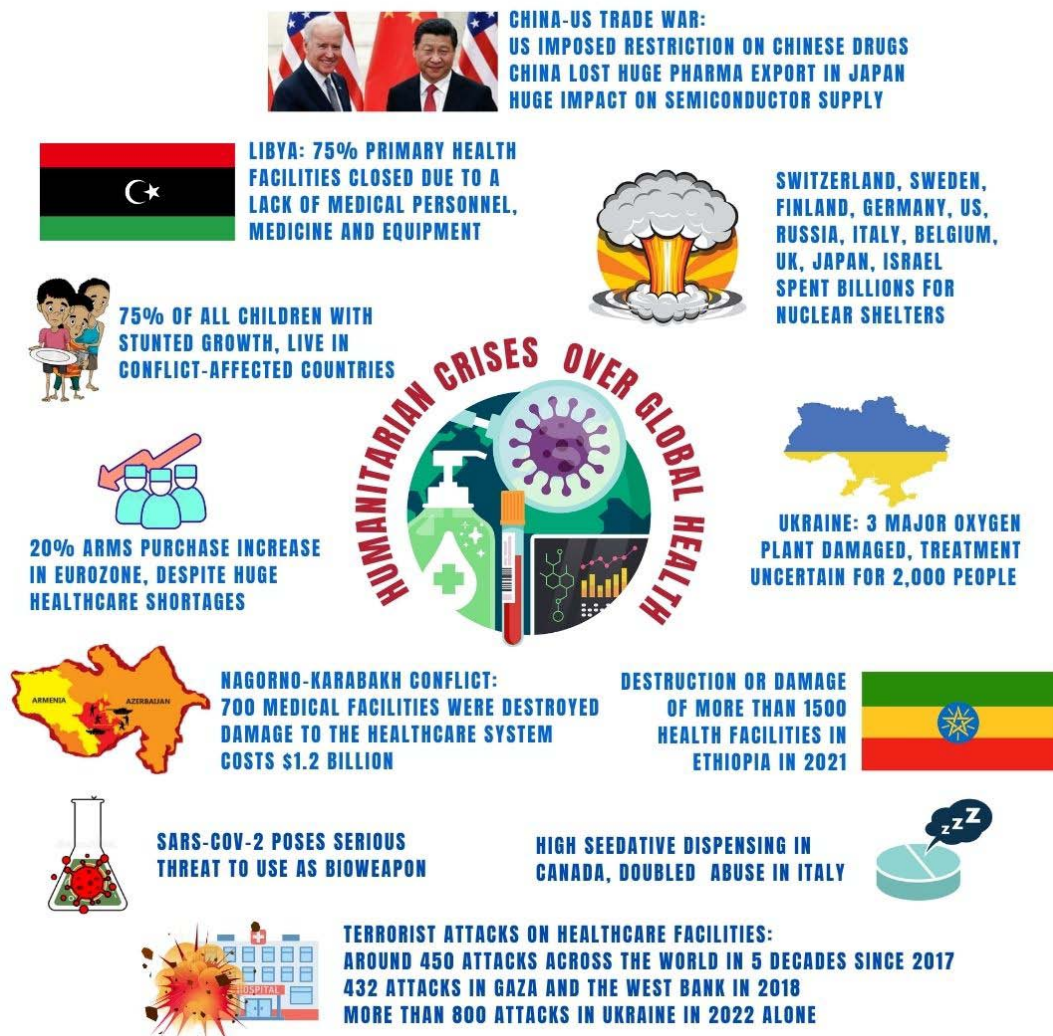 CHINA-US TRADE WAR:
US IMPOSED RESTRICTION ON CHINESE DRUGS
CHINA LOST HUGE PHARMA EXPORT IN JAPAN
HUGE IMPACT ON SEMICONDUCTOR SUPPLY
LIBYA: 75% PRIMARY HEALTH
FACILITIES CLOSED DUE TO A
LACK OF MEDICAL PERSONNEL,
MEDICINE AND EQUIPMENT
SWITZERLAND, SWEDEN,
FINLAND, GERMANY, US,
RUSSIA, ITALY, BELGIUM,
UK, JAPAN, ISRAEL
SPENT BILLIONS FOR
NUCLEAR SHELTERS
75% OF ALL CHILDREN WITH
STUNTED GROWTH, LIVE IN
CONFLICT-AFFECTED COUNTRIES
HUMANITARIAN CRISES OVER GLOBAL HEALTH
20% ARMS PURCHASE INCREASE
IN EUROZONE, DESPITE HUGE
HEALTHCARE SHORTAGES
UKRAINE: 3 MAJOR OXYGEN
PLANT DAMAGED, TREATMENT
UNCERTAIN FOR 2,000 PEOPLE
ARMENIA
AZERBAIJAN
NAGORNO-KARABAKH CONFLICT:
700 MEDICAL FACILITIES WERE DESTROYED
DAMAGE TO THE HEALTHCARE SYSTEM
COSTS $1.2 BILLION
DESTRUCTION OR DAMAGE
OF MORE THAN 1500
HEALTH FACILITIES IN
ETHIOPIA IN 2021
SARS-COV-2 POSES SERIOUS
THREAT TO USE AS BIOWEAPON
HIGH SEEDATIVE DISPENSING IN
CANADA, DOUBLED ABUSE IN ITALY
zzZ
HOSPITAL
TERRORIST ATTACKS ON HEALTHCARE FACILITIES:
AROUND 450 ATTACKS ACROSS THE WORLD IN 5 DECADES SINCE 2017
432 ATTACKS IN GAZA AND THE WEST BANK IN 2018
MORE THAN 800 ATTACKS IN UKRAINE IN 2022 ALONE